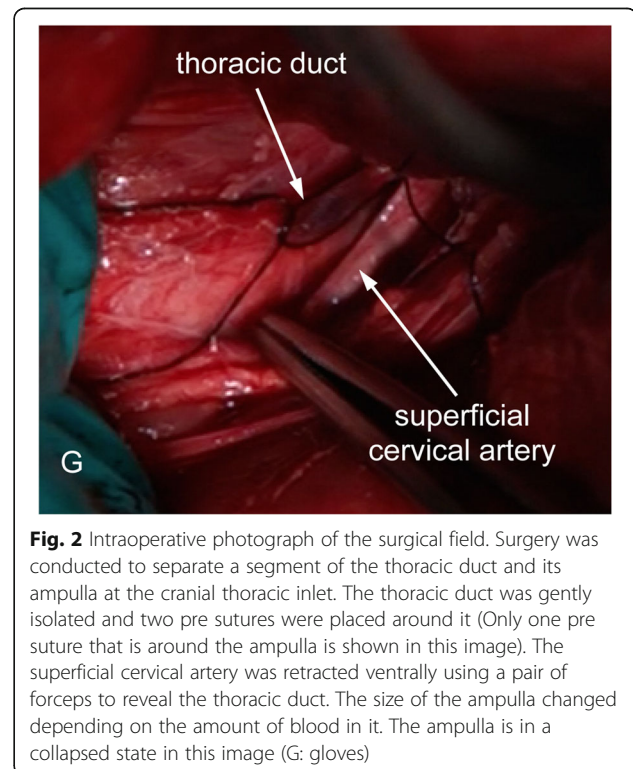 thoracic duct
superficial
cervical artery
G
Fig. 2 Intraoperative photograph of the surgical field. Surgery was
conducted to separate a segment of the thoracic duct and its
ampulla at the cranial thoracic inlet. The thoracic duct was gently
isolated and two pre sutures were placed around it (Only one pre
suture that is around the ampulla is shown in this image). The
superficial cervical artery was retracted ventrally using a pair of
forceps to reveal the thoracic duct. The size of the ampulla changed
depending on the amount of blood in it. The ampulla is in a
collapsed state in this image (G: gloves)